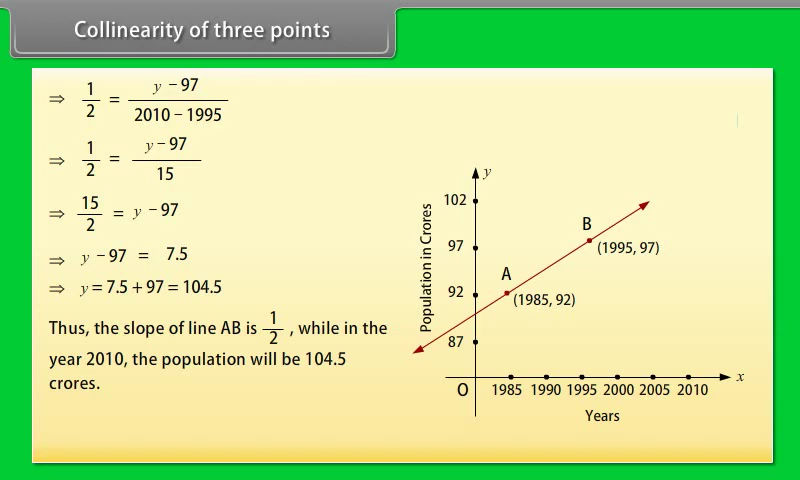 Collinearity of three points
⇒ 1/2 = (y – 97)/(2010 – 1995)
⇒ 1/2 = (y – 97)/15
⇒ 15/2 = y – 97
⇒ y – 97 = 7.5
⇒ y = 7.5 + 97 = 104.5
Thus, the slope of line AB is 1/2 , while in the
year 2010, the population will be 104.5
crores.
y
Population in Crores
102
97
92
87
B
(1995, 97)
A
(1985, 92)
O
1985 1990 1995 2000 2005 2010
x
Years